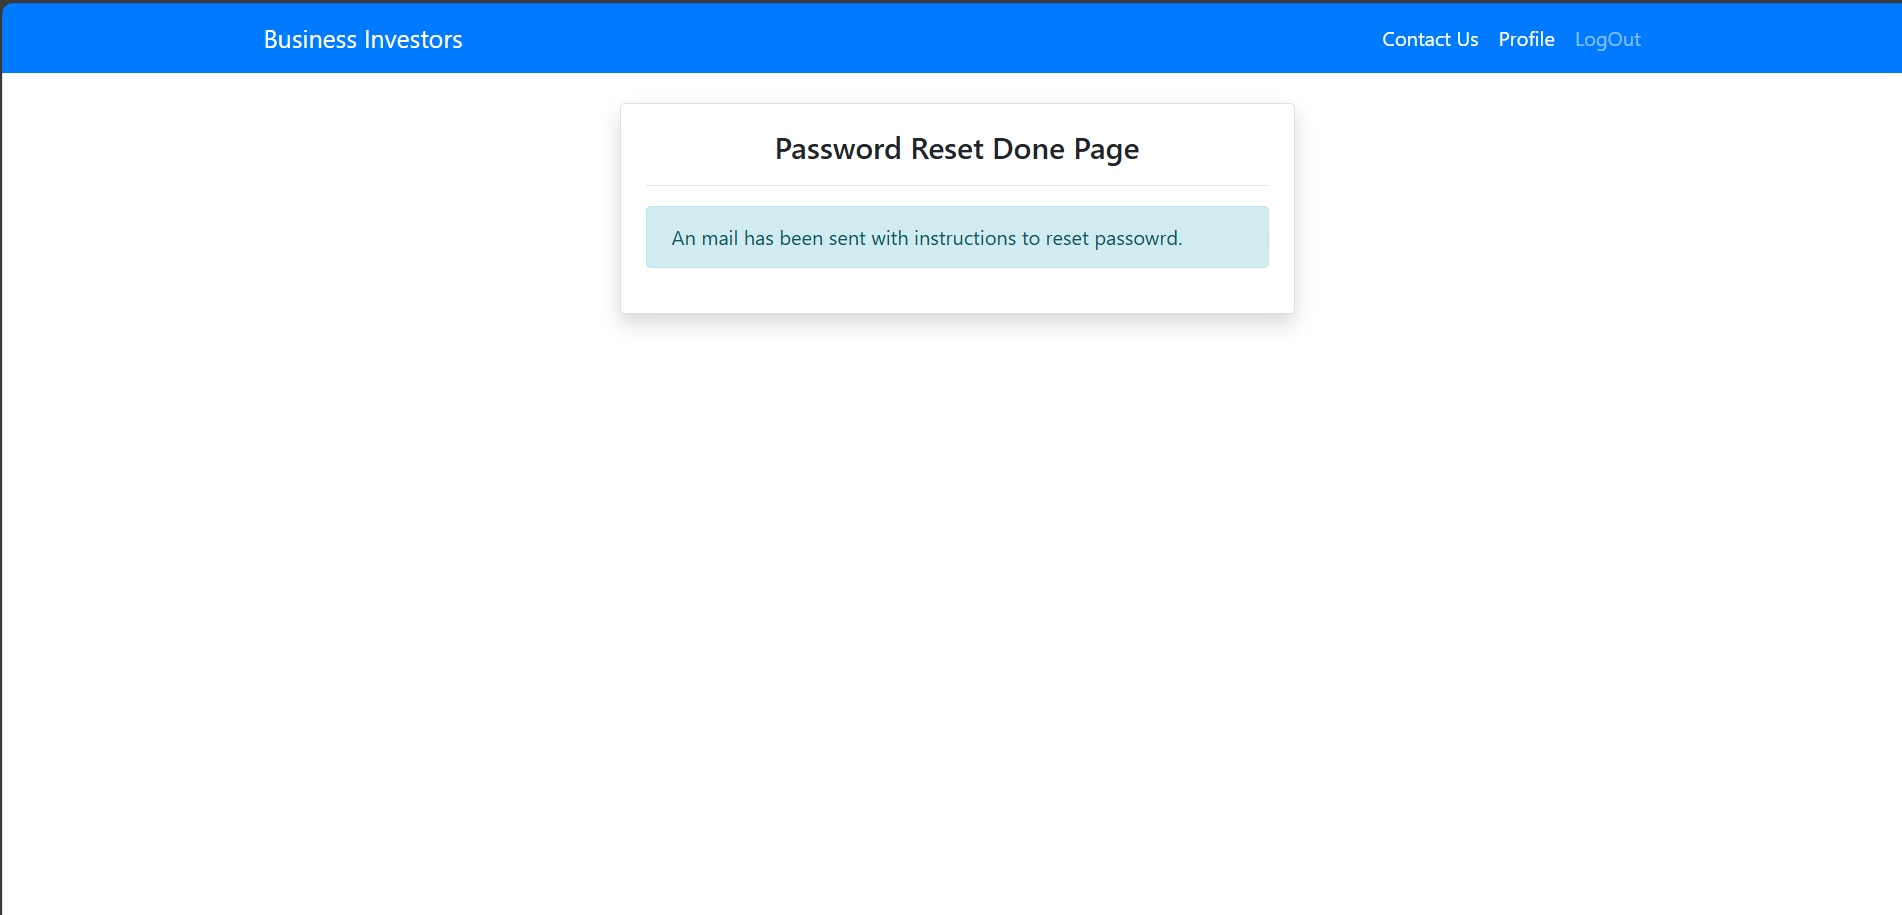 Business Investors
Contact Us Profile LogOut
Password Reset Done Page
An mail has been sent with instructions to reset passowrd.